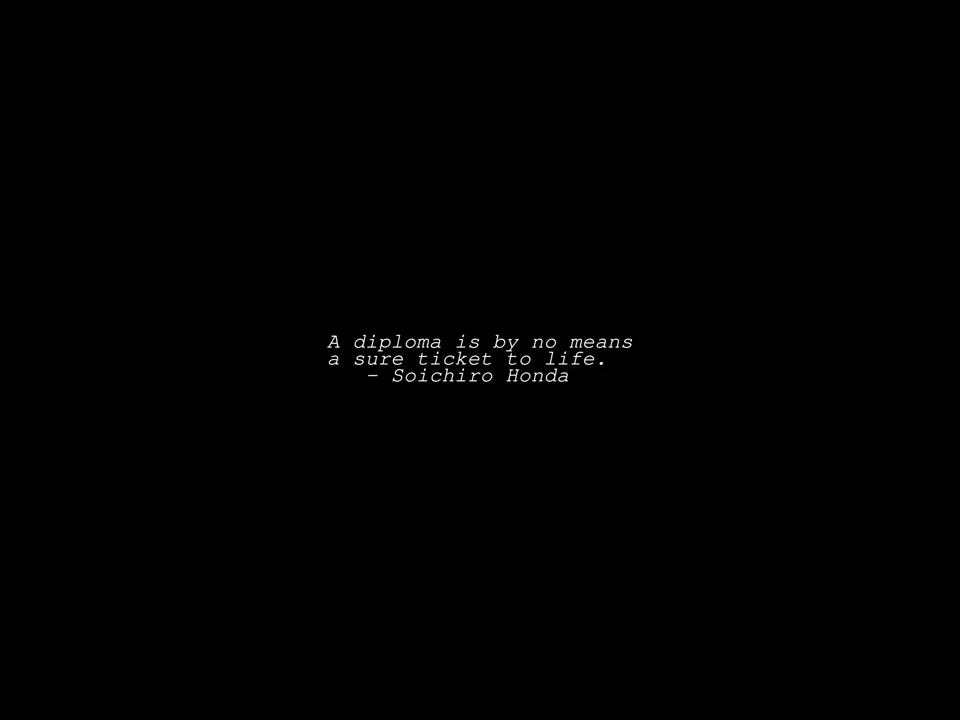 A diploma is by no means
a sure ticket to life.
- Soichiro Honda